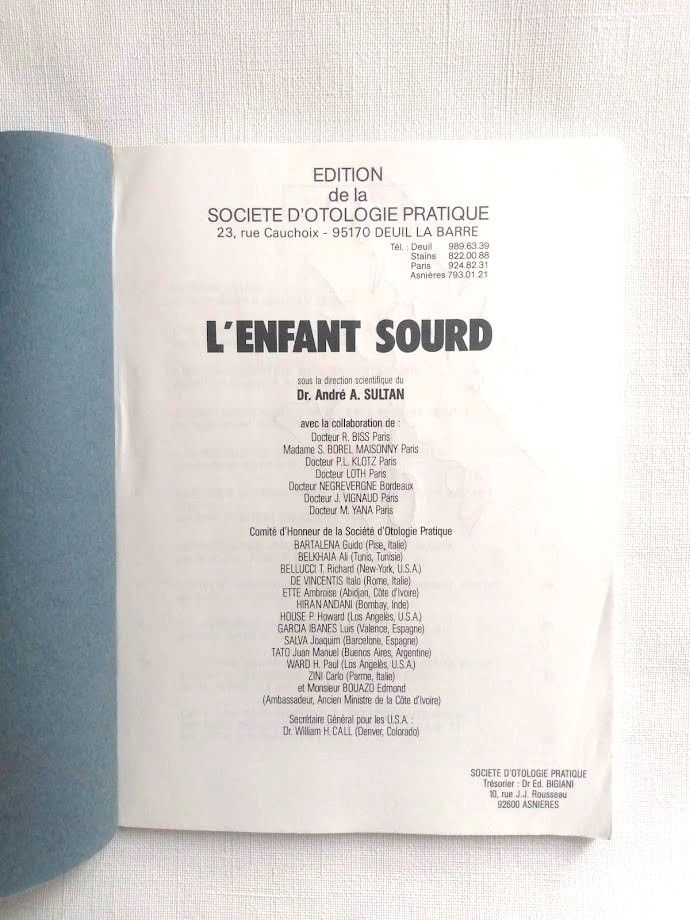 EDITION
de la
SOCIETE D'OTOLOGIE PRATIQUE
23, rue Cauchoix - 95170 DEUIL LA BARRE
Tél. : Deuil 989.63.39
Stains 822.00.88
Paris 924.82.31
Asnières 793.01.21
L'ENFANT SOURD
sous la direction scientifique du
Dr. André A. SULTAN
avec la collaboration de :
Docteur R. BISS Paris
Madame S. BOREL MAISONNY Paris
Docteur P.L. KLOTZ Paris
Docteur LOTH Paris
Docteur NEGREVERGNE Bordeaux
Docteur J. VIGNAUD Paris
Docteur M. YANA Paris
Comité d'Honneur de la Société d'Otologie Pratique
BARTALENA Guido (Pise, Italie)
BELKHAIA Ali (Tunis, Tunisie)
BELLUCCI T. Richard (New-York, U.S.A.)
DE VINCENTIS Italo (Rome, Italie)
ETTE Ambroise (Abidjan, Côte d'Ivoire)
HIRANANDANI (Bombay, Inde)
HOUSE P. Howard (Los Angelès, U.S.A.)
GARCIA IBANES Luis (Valence, Espagne)
SALVA Joaquim (Barcelone, Espagne)
TATO Juan Manuel (Buenos Aires, Argentine)
WARD H. Paul (Los Angelès, U.S.A.)
ZINI Carlo (Parme, Italie)
et Monsieur BOUAZO Edmond
(Ambassadeur, Ancien Ministre de la Côte d'Ivoire)
Secrétaire Général pour les U.S.A. :
Dr. William H. CALL (Denver, Colorado)
SOCIETE D'OTOLOGIE PRATIQUE
Trésorier : Dr Ed. BIGIANI
10, rue J.J. Rousseau
92600 ASNIERES